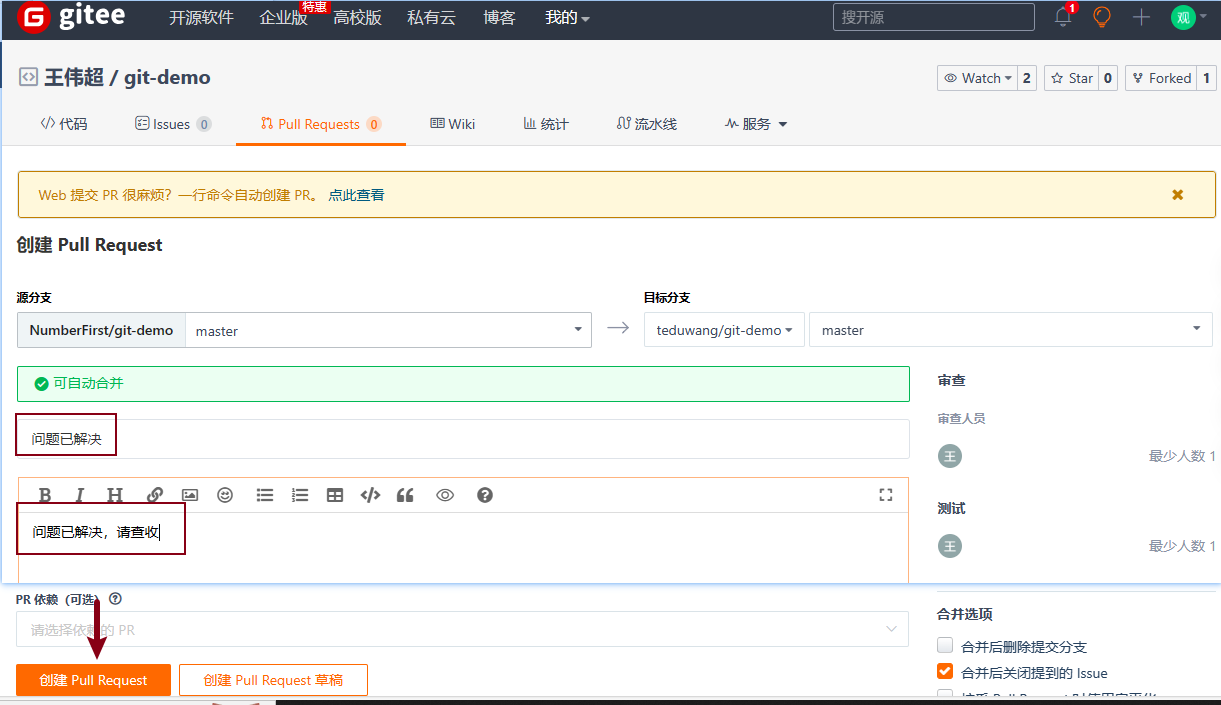 gitee 开源软件 企业版 特惠 高校版 私有云 博客 我的 搜开源 1 观
王伟超 / git-demo Watch 2 Star 0 Forked 1
代码 Issues 0 Pull Requests 0 Wiki 统计 流水线 服务
Web 提交 PR 很麻烦？一行命令自动创建 PR。 点此查看
创建 Pull Request
源分支 目标分支
NumberFirst/git-demo master teduwang/git-demo master
可自动合并 审查
审查人员
问题已解决
王 最少人数 1
B I H
测试
问题已解决，请查收
王 最少人数 1
PR 依赖（可选）
合并选项
请选择依赖的 PR
合并后删除提交分支
合并后关闭提到的 Issue
创建 Pull Request 创建 Pull Request 草稿